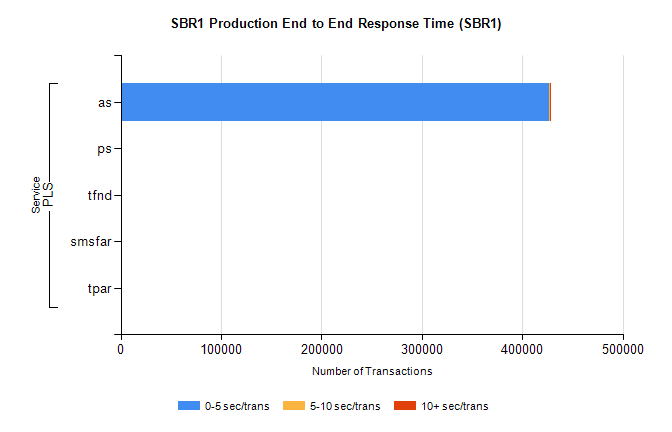 SBR1 Production End to End Response Time (SBR1)
Service
PLS
as
ps
tfnd
smsfar
tpar
0 100000 200000 300000 400000 500000
Number of Transactions
0-5 sec/trans 5-10 sec/trans 10+ sec/trans